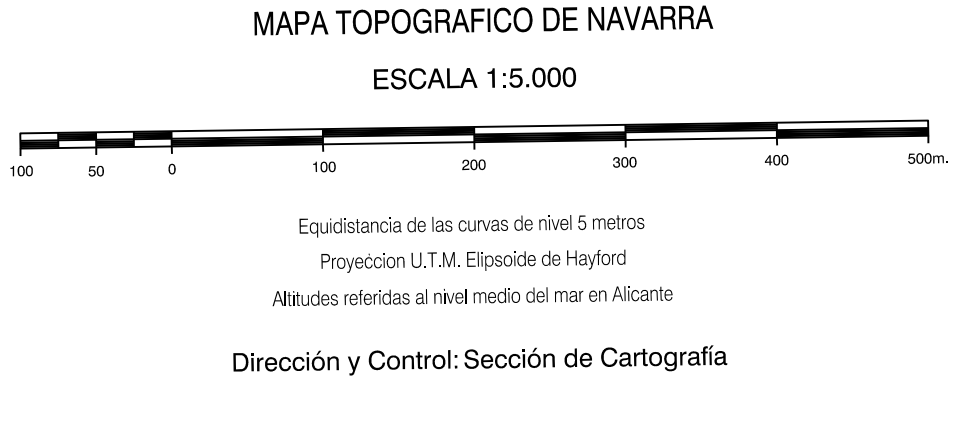 MAPA TOPOGRAFICO DE NAVARRA
ESCALA 1:5.000
100 50 0 100 200 300 400 500m.
Equidistancia de las curvas de nivel 5 metros
Proyeccion U.T.M. Elipsoide de Hayford
Altitudes referidas al nivel medio del mar en Alicante
Dirección y Control: Sección de Cartografía